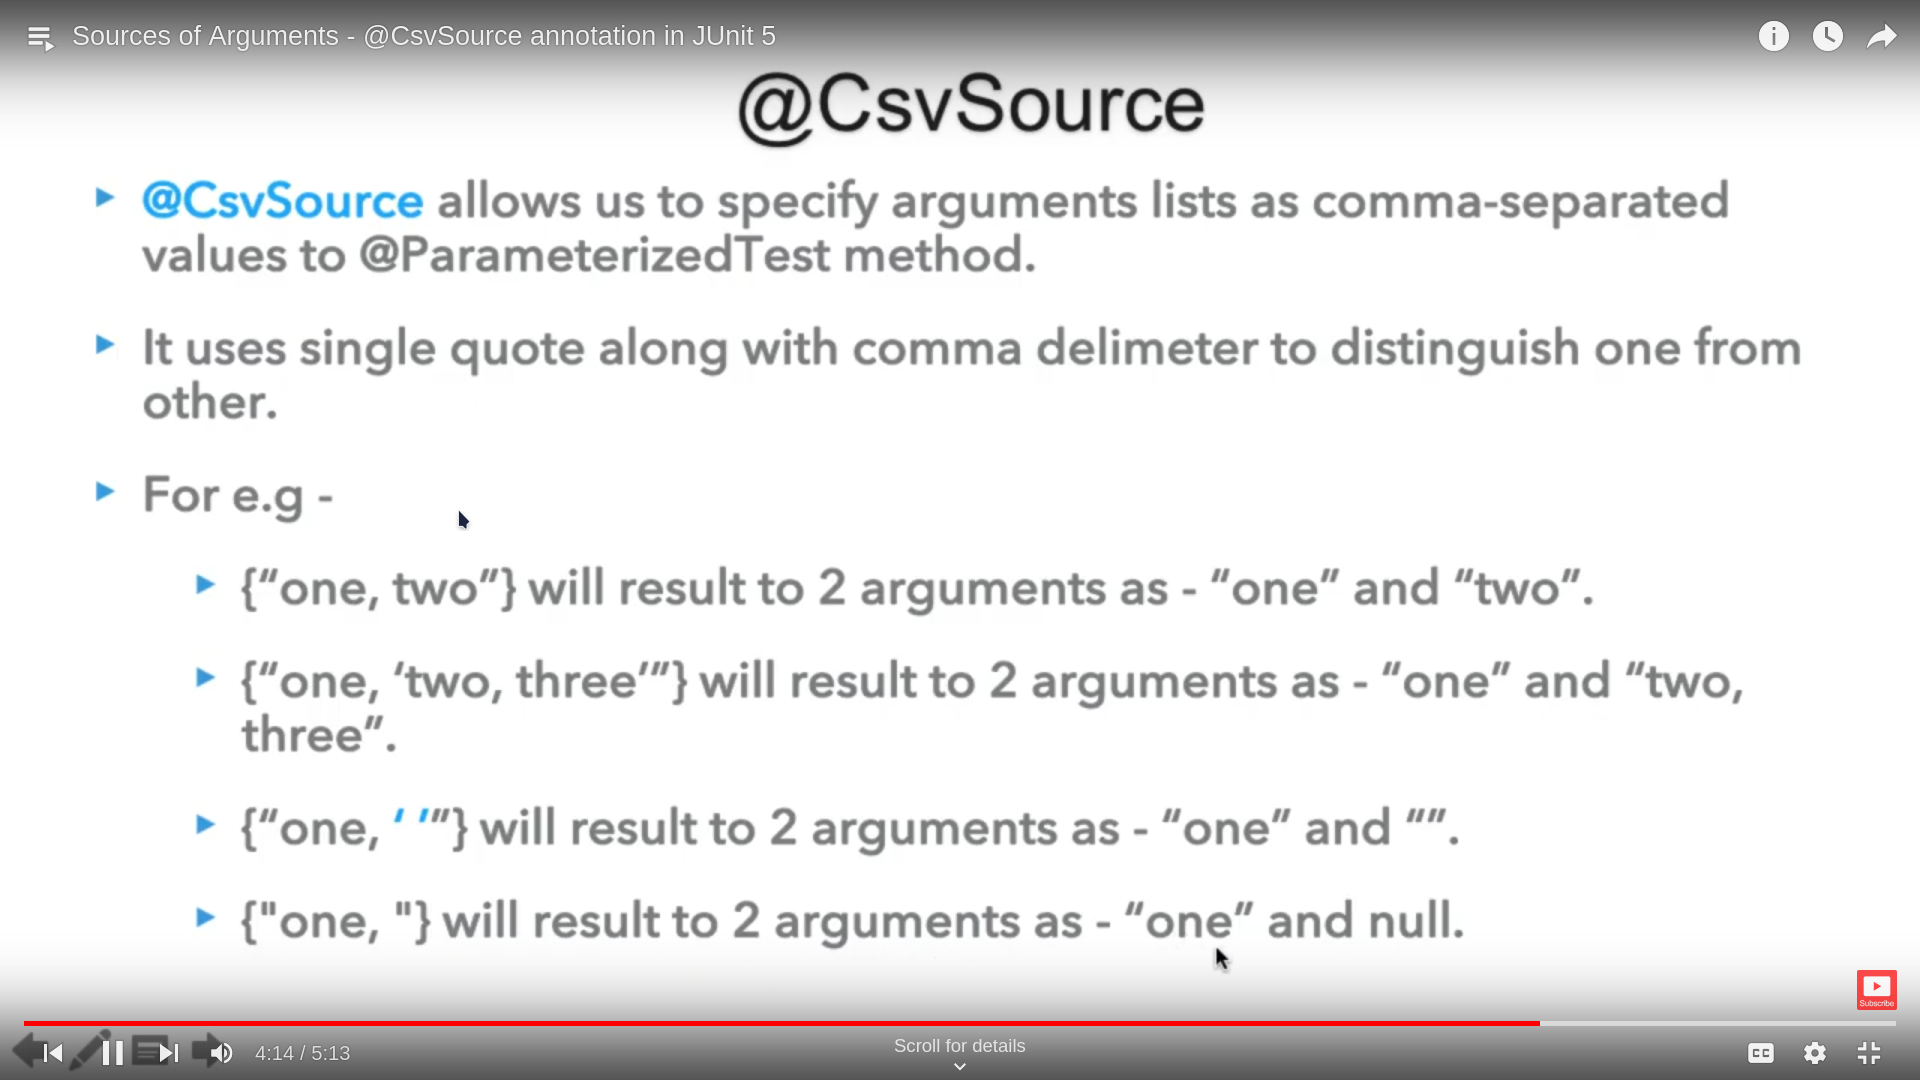 Sources of Arguments - @CsvSource annotation in JUnit 5
@CsvSource
@CsvSource allows us to specify arguments lists as comma-separated
values to @ParameterizedTest method.
It uses single quote along with comma delimeter to distinguish one from
other.
For e.g -
{“one, two”} will result to 2 arguments as - “one” and “two”.
{“one, ‘two, three’”} will result to 2 arguments as - “one” and “two,
three”.
{“one, ‘ ’”} will result to 2 arguments as - “one” and “”.
{"one, "} will result to 2 arguments as - “one” and null.
Subscribe
4:14 / 5:13
Scroll for details
CC